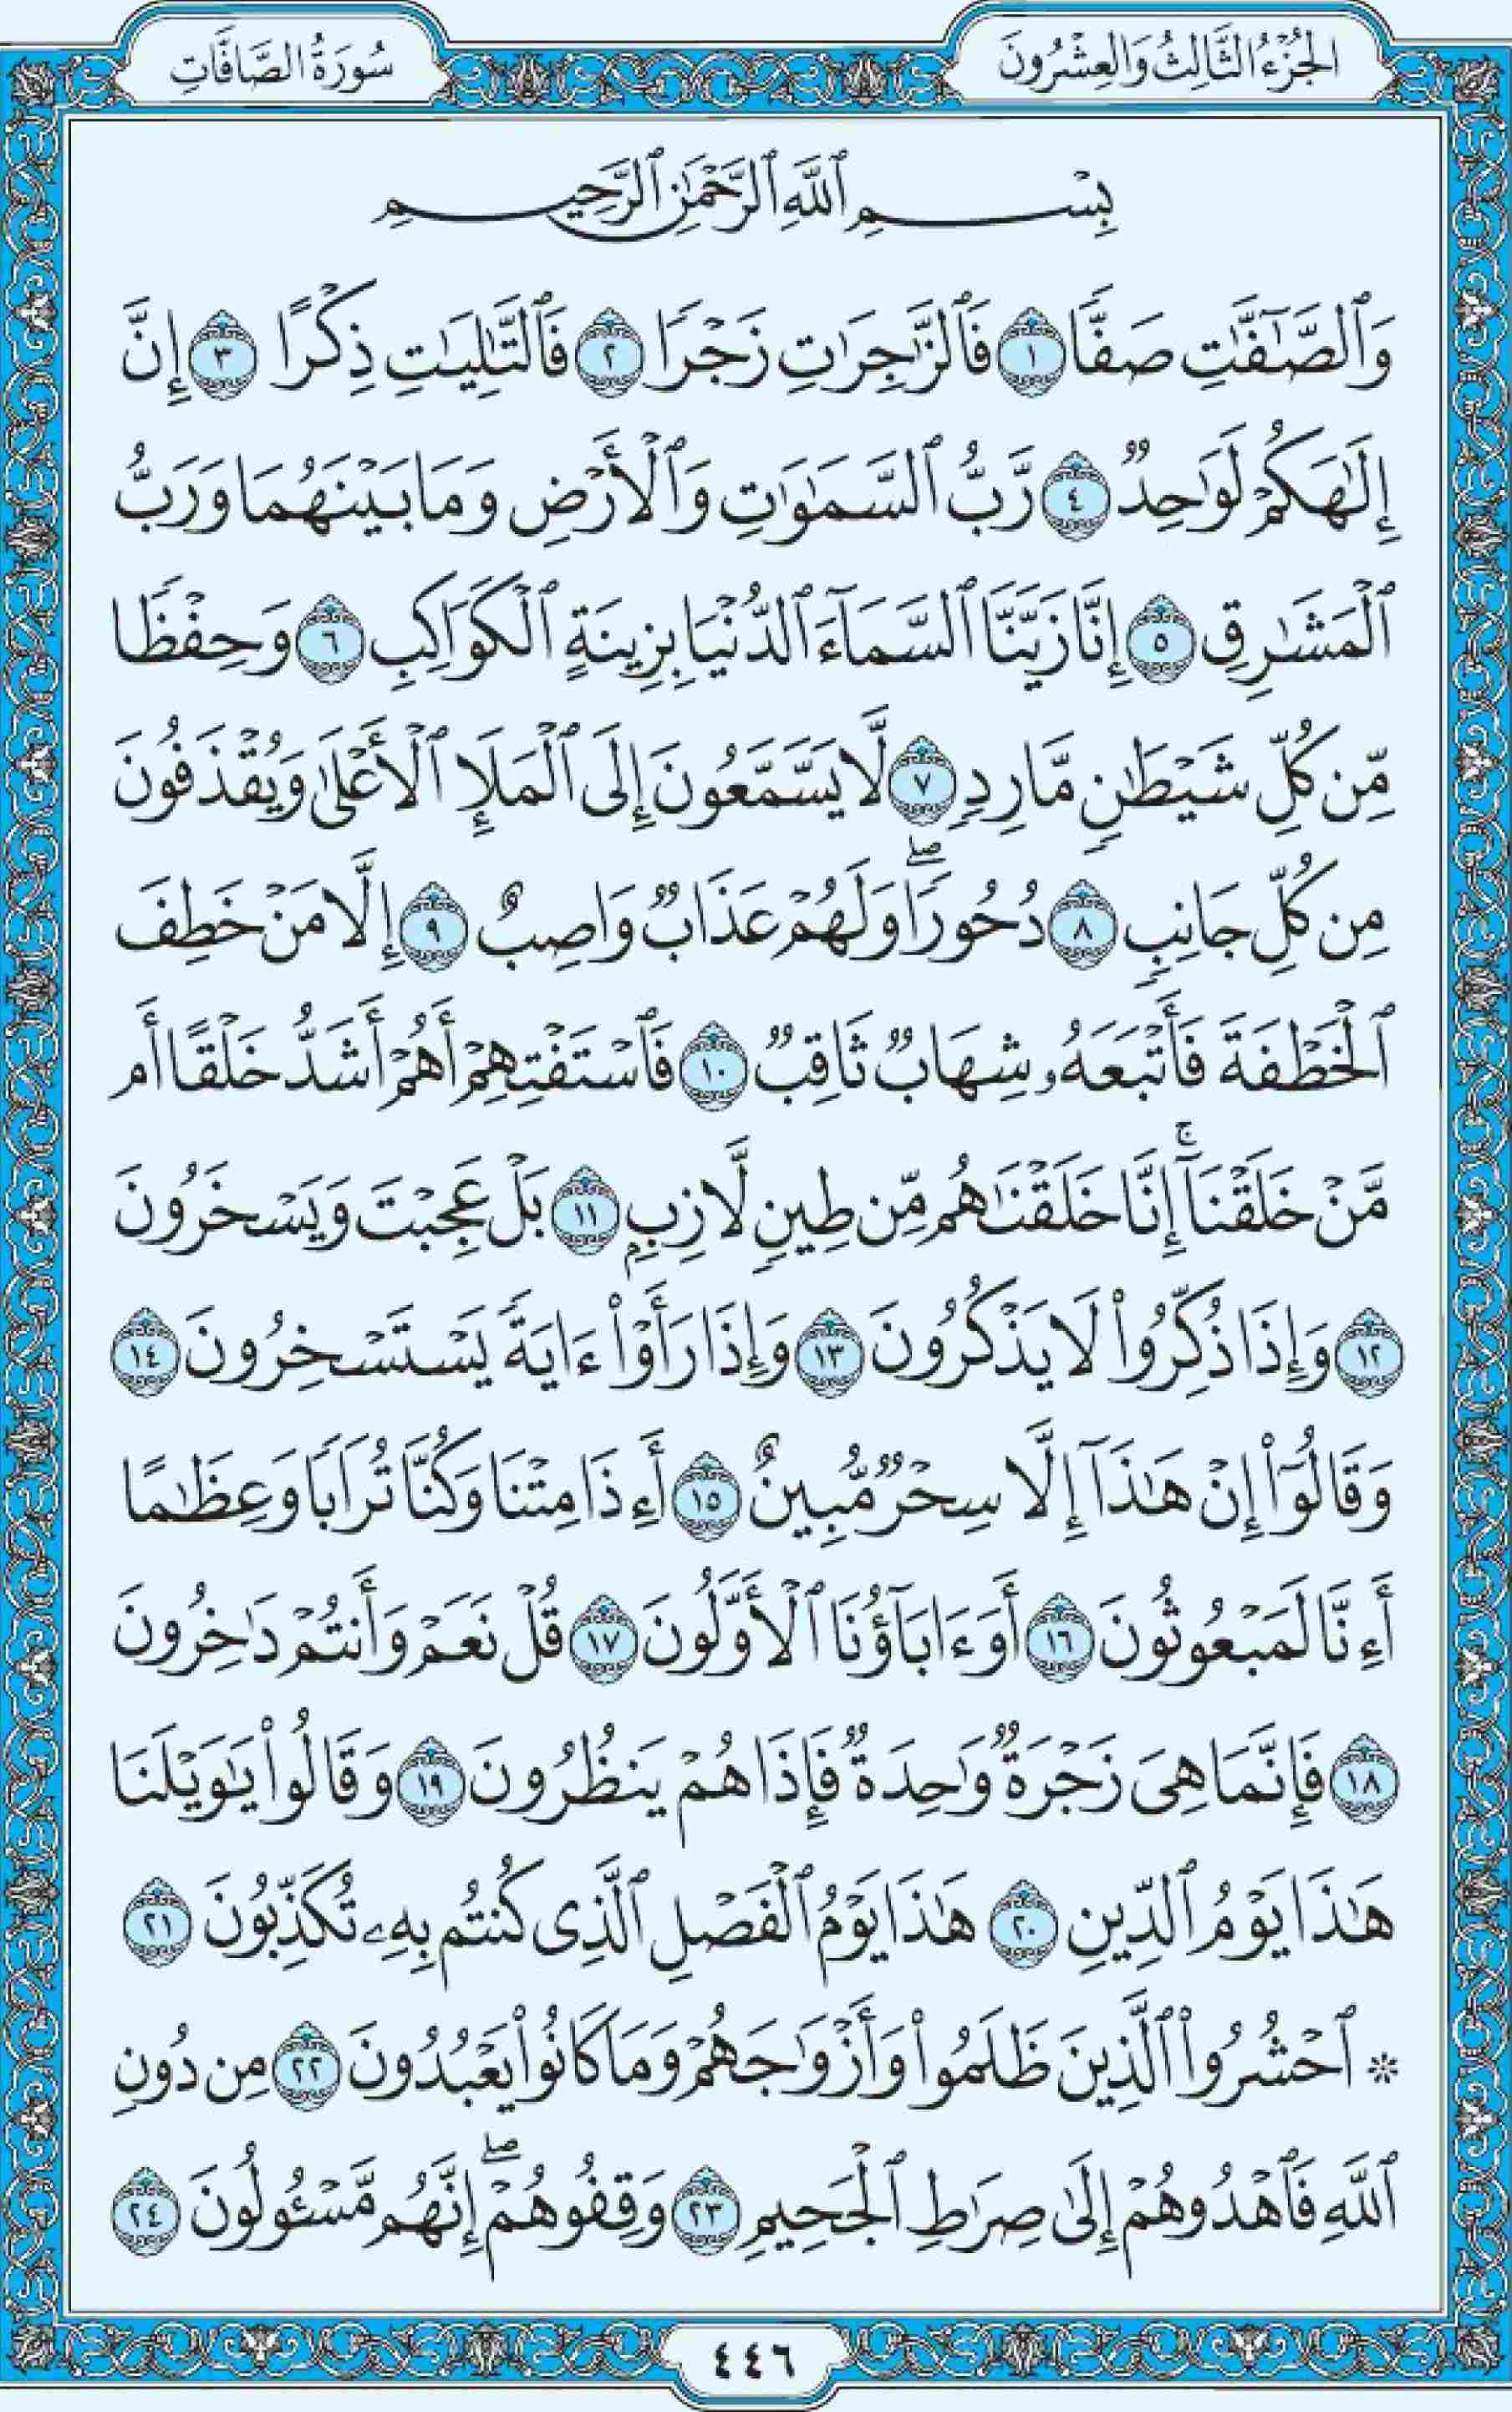 الجُزْءُ الثَّالِثُ وَالعِشْرُونَ
سُورَةُ الصَّافَّاتِ
بِسْمِ ٱللَّهِ ٱلرَّحْمَٰنِ ٱلرَّحِيمِ
وَٱلصَّٰٓفَّٰتِ صَفًّا ١ فَٱلزَّٰجِرَٰتِ زَجْرًا ٢ فَٱلتَّٰلِيَٰتِ ذِكْرًا ٣ إِنَّ
إِلَٰهَكُمْ لَوَٰحِدٌ ٤ رَّبُّ ٱلسَّمَٰوَٰتِ وَٱلْأَرْضِ وَمَا بَيْنَهُمَا وَرَبُّ
ٱلْمَشَٰرِقِ ٥ إِنَّا زَيَّنَّا ٱلسَّمَآءَ ٱلدُّنْيَا بِزِينَةٍ ٱلْكَوَاكِبِ ٦ وَحِفْظًا
مِّن كُلِّ شَيْطَٰنٍ مَّارِدٍ ٧ لَّا يَسَّمَّعُونَ إِلَى ٱلْمَلَإِ ٱلْأَعْلَىٰ وَيُقْذَفُونَ
مِن كُلِّ جَانِبٍ ٨ دُحُورًا ۖ وَلَهُمْ عَذَابٌ وَاصِبٌ ٩ إِلَّا مَنْ خَطِفَ
ٱلْخَطْفَةَ فَأَتْبَعَهُۥ شِهَابٌ ثَاقِبٌ ١٠ فَٱسْتَفْتِهِمْ أَهُمْ أَشَدُّ خَلْقًا أَم
مَّنْ خَلَقْنَآ ۚ إِنَّا خَلَقْنَٰهُم مِّن طِينٍ لَّازِبٍۭ ١١ بَلْ عَجِبْتَ وَيَسْخَرُونَ
١٢ وَإِذَا ذُكِّرُوا۟ لَا يَذْكُرُونَ ١٣ وَإِذَا رَأَوْا۟ ءَايَةً يَسْتَسْخِرُونَ ١٤
وَقَالُوٓا۟ إِنْ هَٰذَآ إِلَّا سِحْرٌ مُّبِينٌ ١٥ أَءِذَا مِتْنَا وَكُنَّا تُرَابًا وَعِظَٰمًا
أَءِنَّا لَمَبْعُوثُونَ ١٦ أَوَءَابَآؤُنَا ٱلْأَوَّلُونَ ١٧ قُلْ نَعَمْ وَأَنتُمْ دَٰخِرُونَ
١٨ فَإِنَّمَا هِىَ زَجْرَةٌ وَٰحِدَةٌ فَإِذَا هُمْ يَنظُرُونَ ١٩ وَقَالُوا۟ يَٰوَيْلَنَا
هَٰذَا يَوْمُ ٱلدِّينِ ٢٠ هَٰذَا يَوْمُ ٱلْفَصْلِ ٱلَّذِى كُنتُم بِهِۦ تُكَذِّبُونَ ٢١
۞ ٱحْشُرُوا۟ ٱلَّذِينَ ظَلَمُوا۟ وَأَزْوَٰجَهُمْ وَمَا كَانُوا۟ يَعْبُدُونَ ٢٢ مِن دُونِ
ٱللَّهِ فَٱهْدُوهُمْ إِلَىٰ صِرَٰطِ ٱلْجَحِيمِ ٢٣ وَقِفُوهُمْ ۖ إِنَّهُم مَّسْـُٔولُونَ ٢٤
٤٤٦